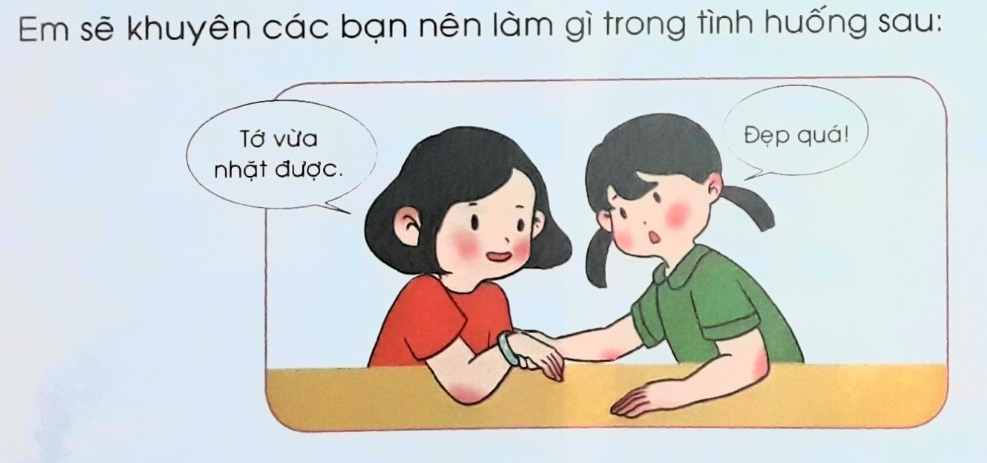 Em sẽ khuyên các bạn nên làm gì trong tình huống sau:
Tớ vừa
nhặt được.
Đẹp quá!